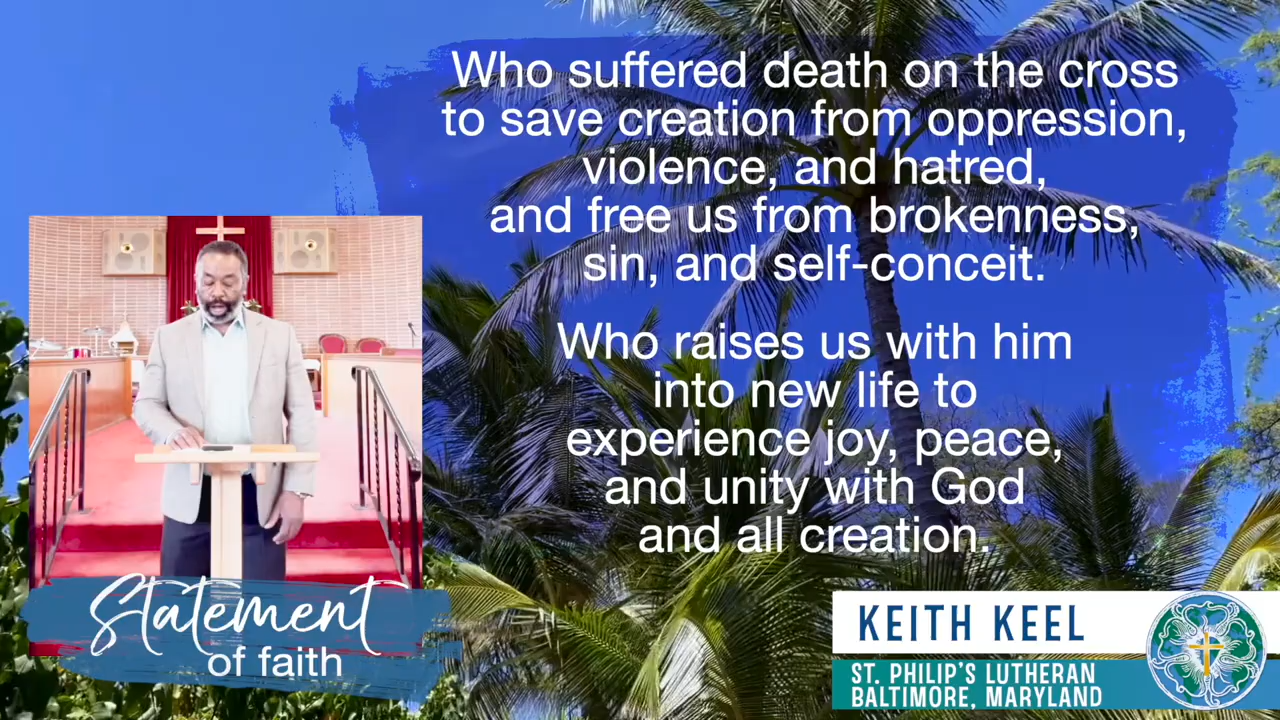 Who suffered death on the cross
to save creation from oppression,
violence, and hatred,
and free us from brokenness,
sin, and self-conceit.
Who raises us with him
into new life to
experience joy, peace,
and unity with God
and all creation.
Statement
of faith
KEITH KEEL
ST. PHILIP'S LUTHERAN
BALTIMORE, MARYLAND